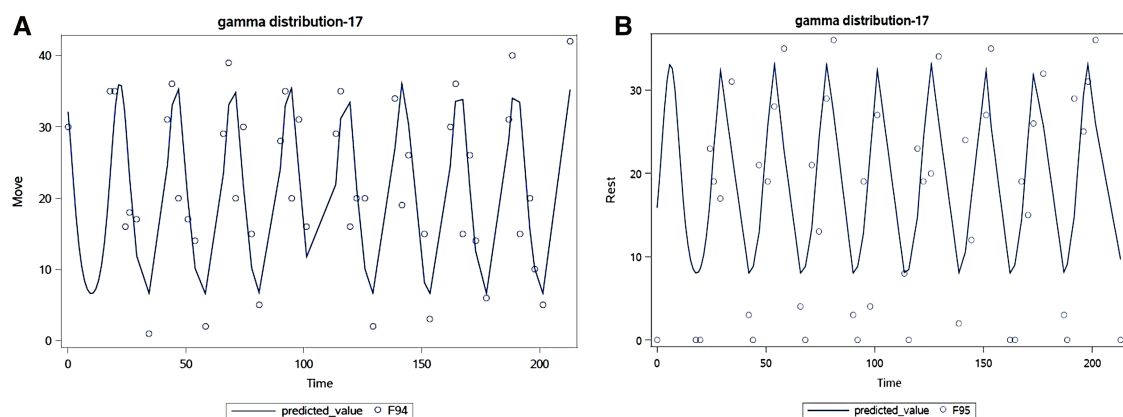 A
gamma distribution-17
Move
40
30
20
10
0
0 50 100 150 200
Time
predicted_value F94
B
gamma distribution-17
Rest
30
20
10
0
0 50 100 150 200
Time
predicted_value F95